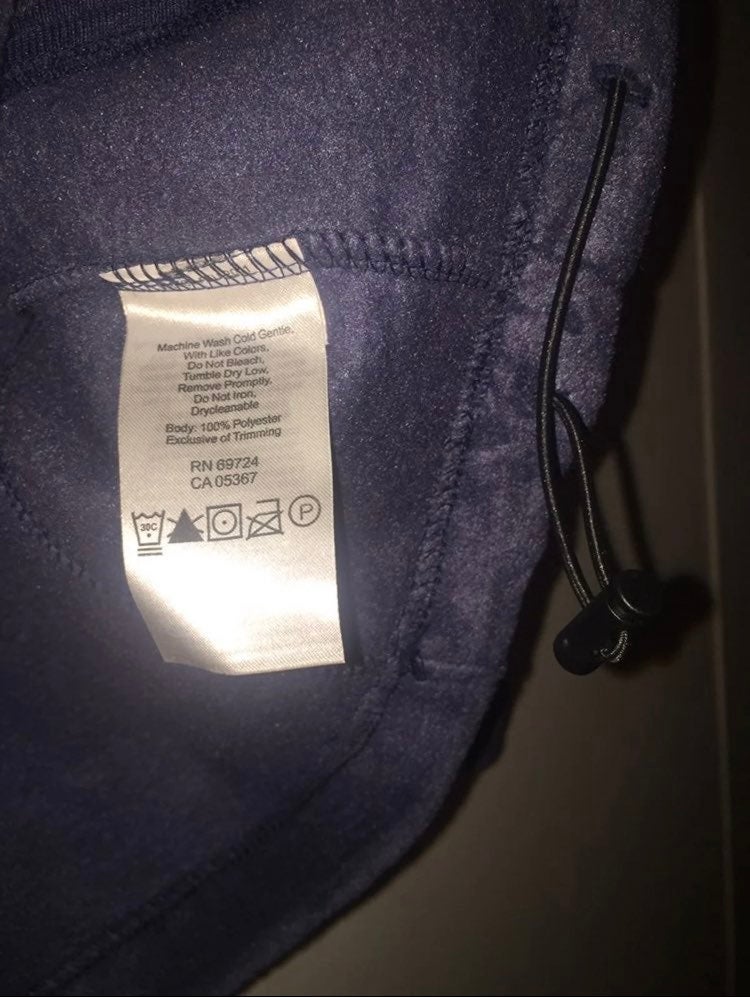 Machine Wash Cold Gentle,
With Like Colors,
Do Not Bleach,
Tumble Dry Low,
Remove Promptly,
Do Not Iron,
Drycleanable
Body: 100% Polyester
Exclusive of Trimming
RN 69724
CA 05367
30C
P